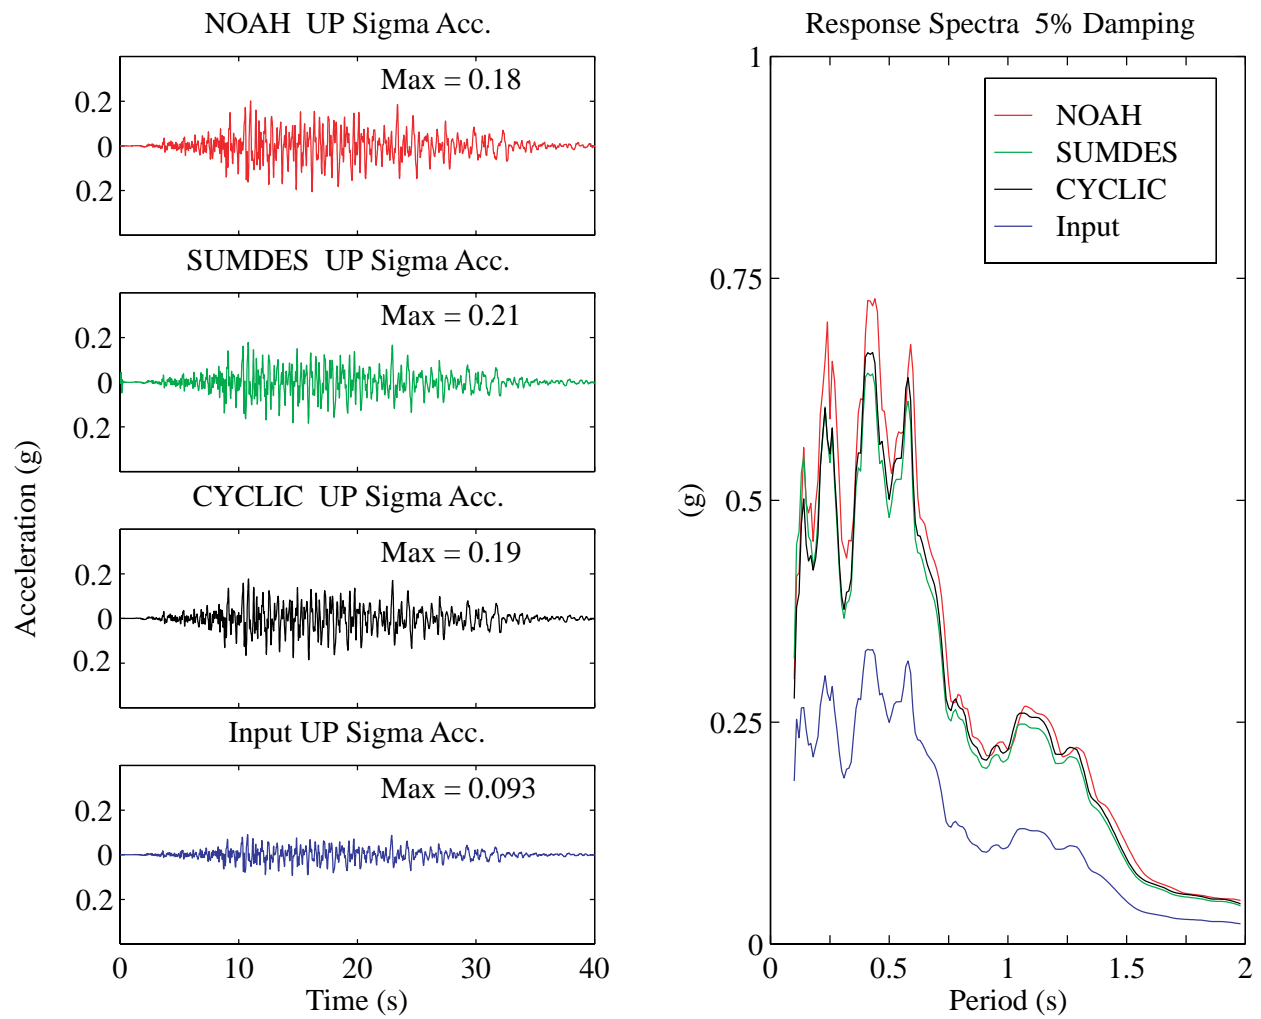 NOAH UP Sigma Acc.
Max = 0.18
0.2
0
0.2
SUMDES UP Sigma Acc.
Max = 0.21
0.2
0
0.2
CYCLIC UP Sigma Acc.
Max = 0.19
0.2
0
0.2
Input UP Sigma Acc.
Max = 0.093
0.2
0
0.2
0 10 20 30 40
Time (s)
Acceleration (g)
Response Spectra 5% Damping
NOAH
SUMDES
CYCLIC
Input
1
0.75
0.5
0.25
0
(g)
0 0.5 1 1.5 2
Period (s)